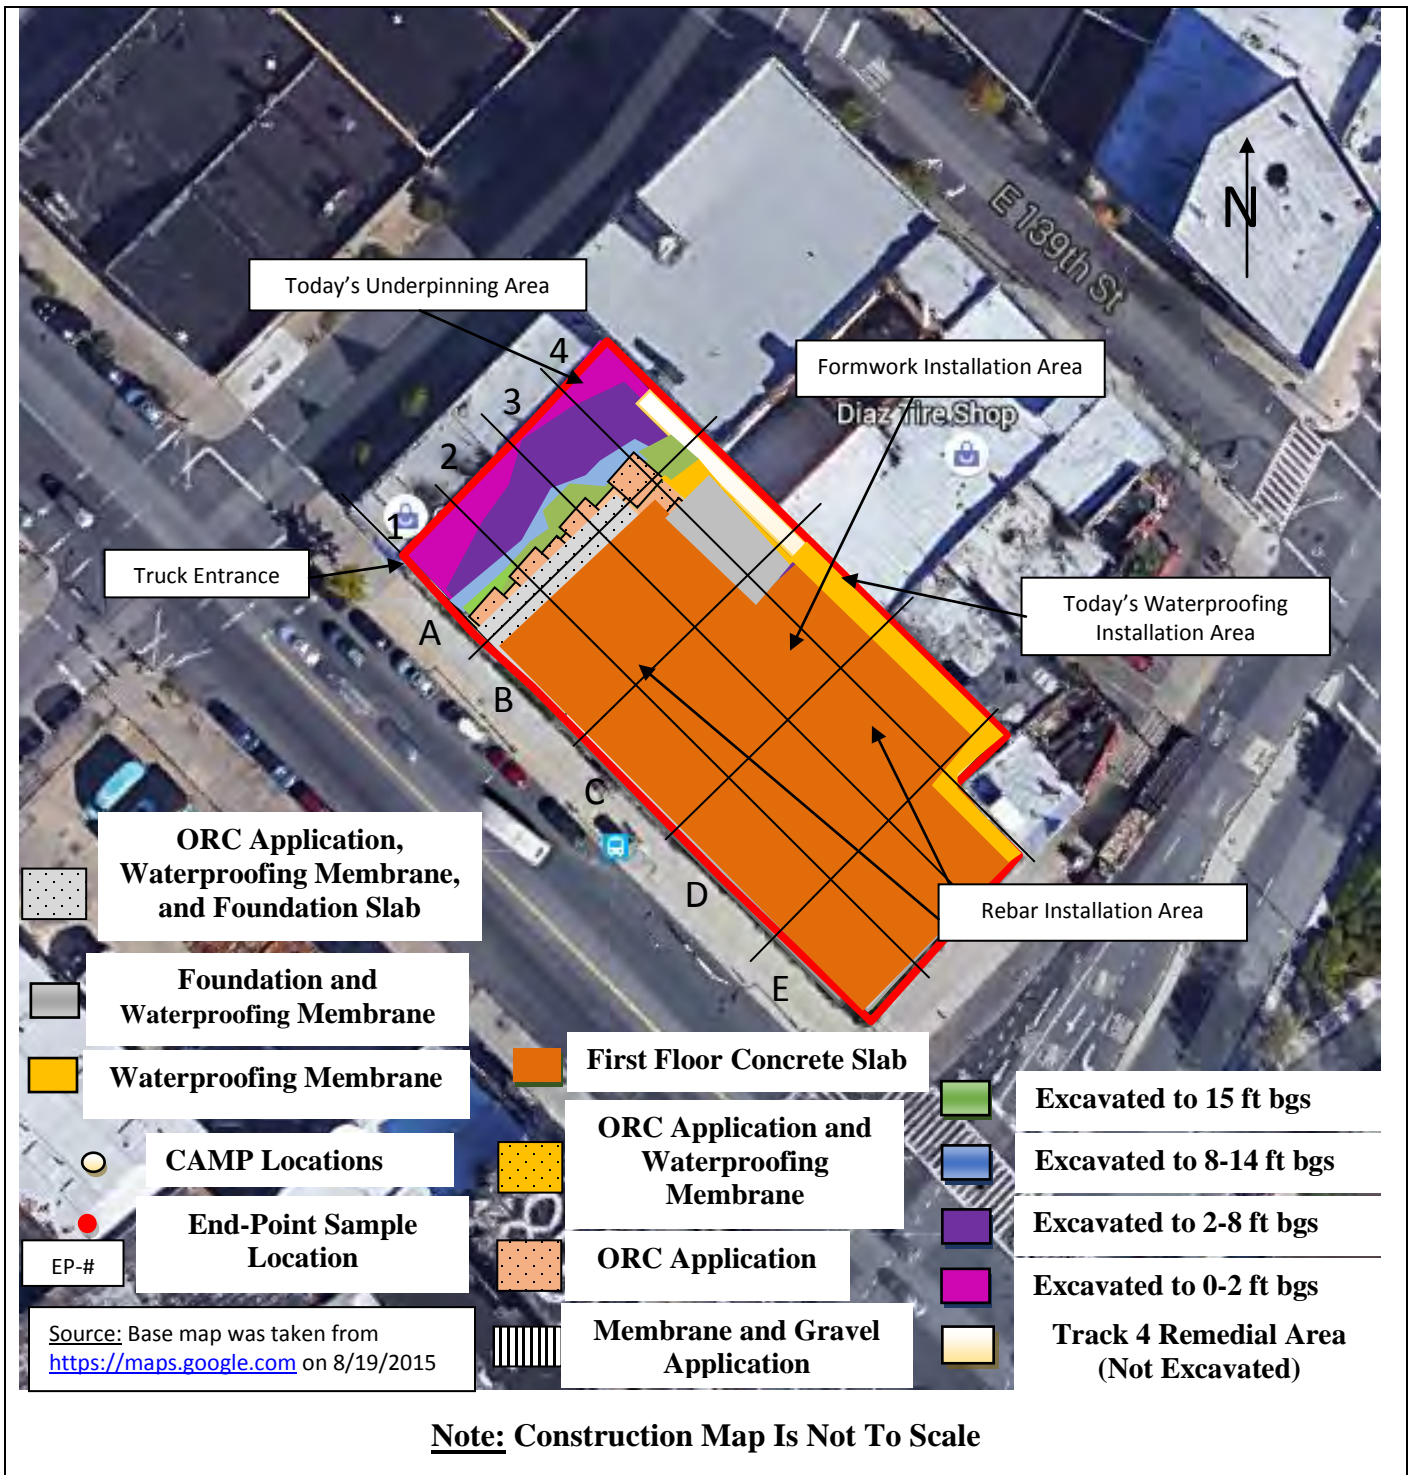 E 139th St
N
Today's Underpinning Area
4
Formwork Installation Area
3
Diaz Tire Shop
2
1
Truck Entrance
Today's Waterproofing
Installation Area
A
B
C
D
Rebar Installation Area
E
ORC Application,
Waterproofing Membrane,
and Foundation Slab
Foundation and
Waterproofing Membrane
Waterproofing Membrane
CAMP Locations
End-Point Sample
Location
EP-#
Source: Base map was taken from
https://maps.google.com on 8/19/2015
First Floor Concrete Slab
ORC Application and
Waterproofing
Membrane
ORC Application
Membrane and Gravel
Application
Excavated to 15 ft bgs
Excavated to 8-14 ft bgs
Excavated to 2-8 ft bgs
Excavated to 0-2 ft bgs
Track 4 Remedial Area
(Not Excavated)
Note: Construction Map Is Not To Scale